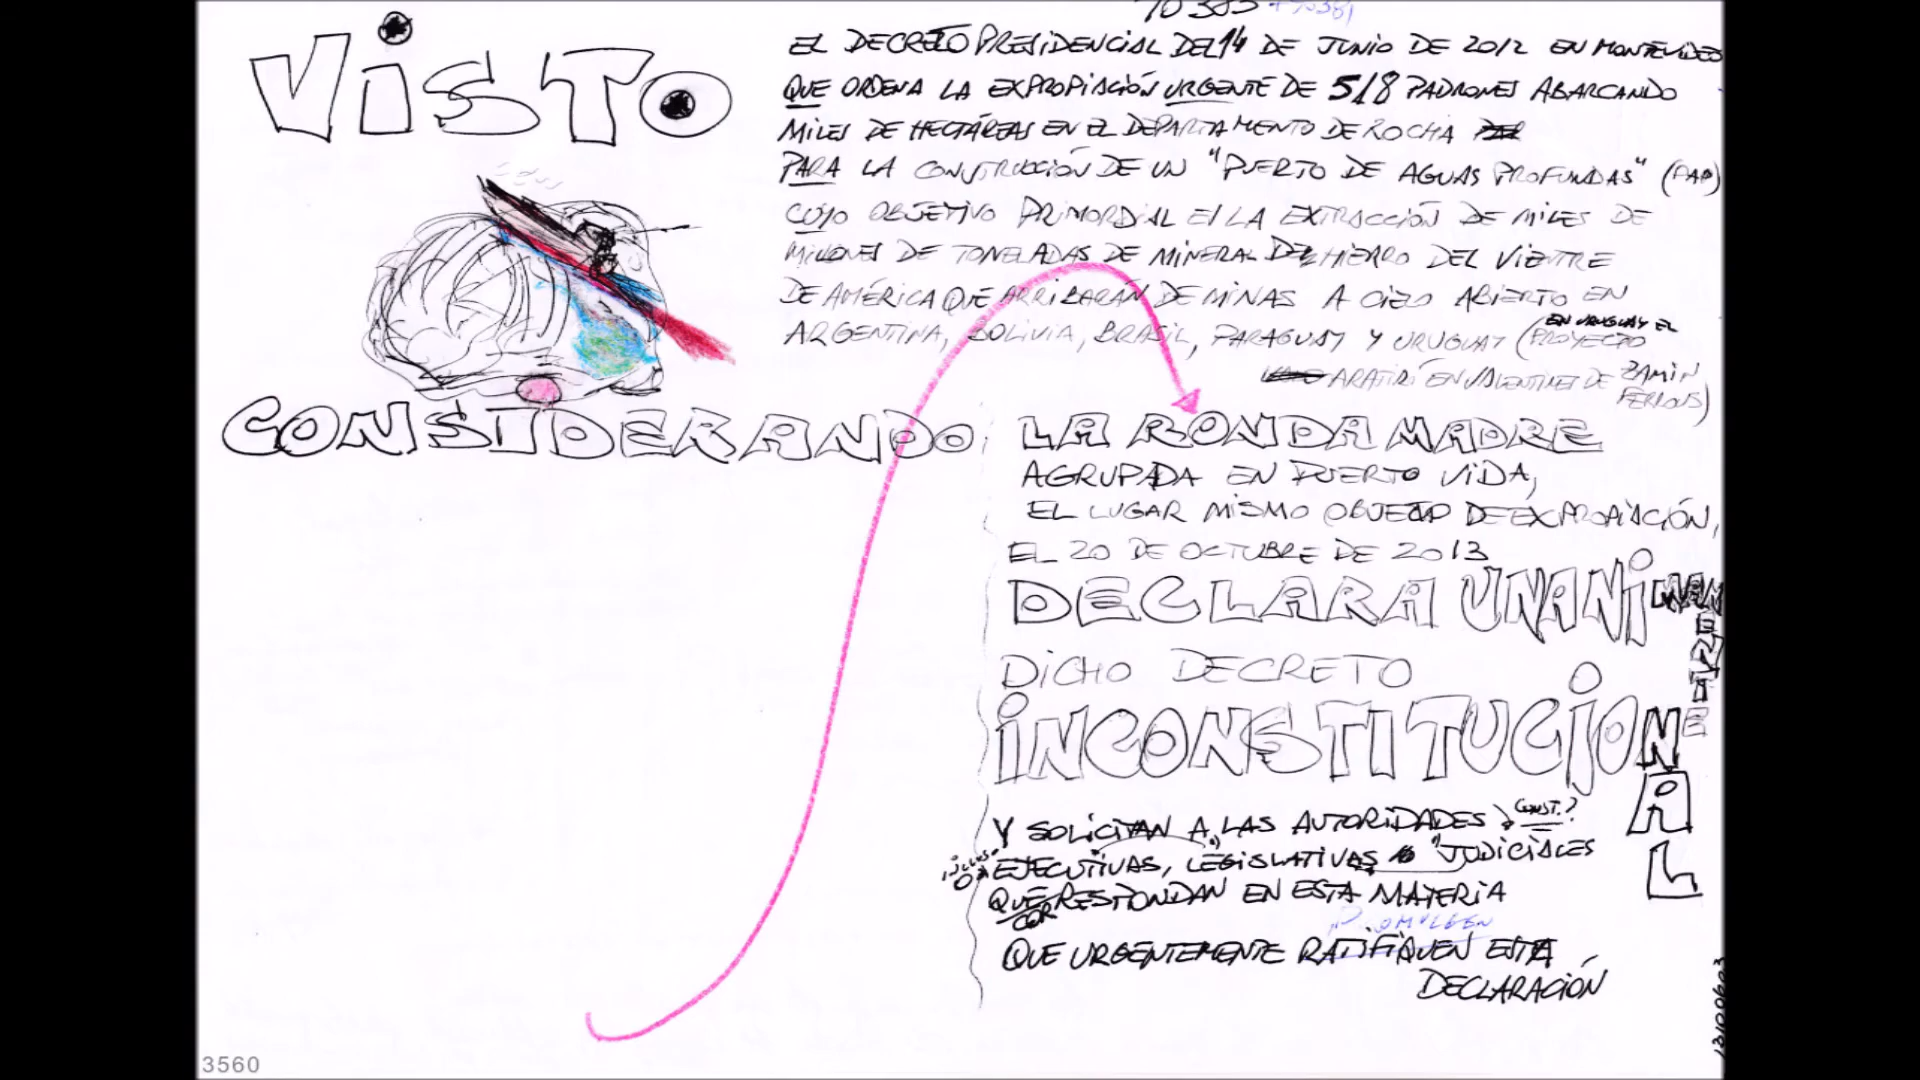 VISTO
EL DECRETO PRESIDENCIAL DEL 14 DE JUNIO DE 2012 EN MONTEVIDEO
QUE ORDENA LA EXPROPIACIÓN URGENTE DE 518 PADRONES ABARCANDO
MILES DE HECTÁREAS EN EL DEPARTAMENTO DE ROCHA
PARA LA CONSTRUCCIÓN DE UN "PUERTO DE AGUAS PROFUNDAS" (PAP)
CUYO OBJETIVO PRIMORDIAL ES LA EXTRACCIÓN DE MILES DE
MILLONES DE TONELADAS DE MINERAL DE HIERRO DEL VIENTRE
DE AMÉRICA QUE ARRIBARÁN DE MINAS A CIELO ABIERTO EN
ARGENTINA, BOLIVIA, BRASIL, PARAGUAY Y URUGUAY (EN URUGUAY EL PROYECTO
ARATIRÍ EN VALENTINES DE ZAMIN
FERROUS)
CONSIDERANDO
LA RONDA MADRE
AGRUPADA EN PUERTO VIDA,
EL LUGAR MISMO OBJETO DE EXPROPIACIÓN,
EL 20 DE OCTUBRE DE 2013
DECLARA UNANIMAMENTE
DICHO DECRETO
INCONSTITUCIONAL
Y SOLICITAN A LAS AUTORIDADES CONST.?
EJECUTIVAS, LEGISLATIVAS "JUDICIALES
QUE CORRESPONDAN EN ESTA MATERIA
PROMULGEN
QUE URGENTEMENTE RATIFIQUEN ESTA
DECLARACIÓN
13100603
3560